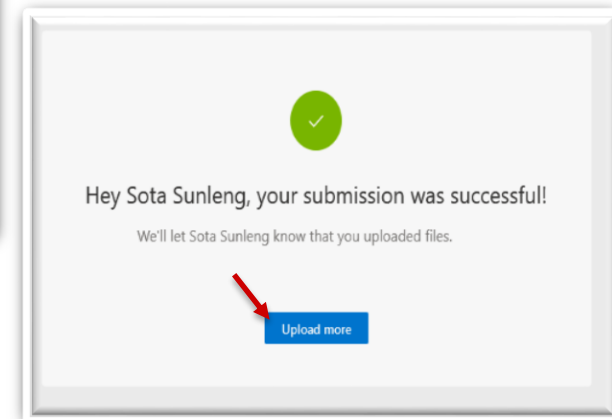 Hey Sota Sunleng, your submission was successful!
We'll let Sota Sunleng know that you uploaded files.
Upload more